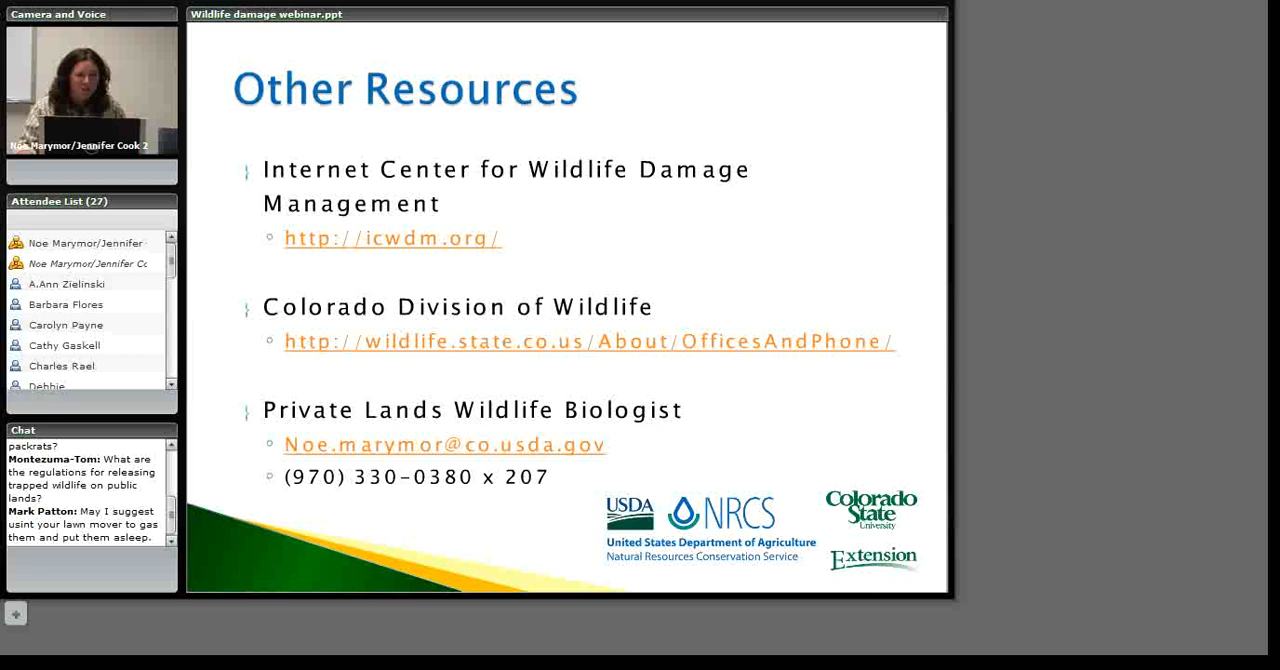 Camera and Voice
Noe Marymor/Jennifer Cook 2
Attendee List (27)
Noe Marymor/Jennifer
Noe Marymor/Jennifer Co
A.Ann Zielinski
Barbara Flores
Carolyn Payne
Cathy Gaskell
Charles Rael
Debbie
Chat
packrats?
Montezuma-Tom: What are
the regulations for releasing
trapped wildlife on public
lands?
Mark Patton: May I suggest
usint your lawn mover to gas
them and put them asleep.
Wildlife damage webinar.ppt
Other Resources
Internet Center for Wildlife Damage
Management
http://icwdm.org/
Colorado Division of Wildlife
http://wildlife.state.co.us/About/OfficesAndPhone/
Private Lands Wildlife Biologist
Noe.marymor@co.usda.gov
(970) 330-0380 x 207
USDA NRCS
United States Department of Agriculture
Natural Resources Conservation Service
Colorado
State
University
Extension